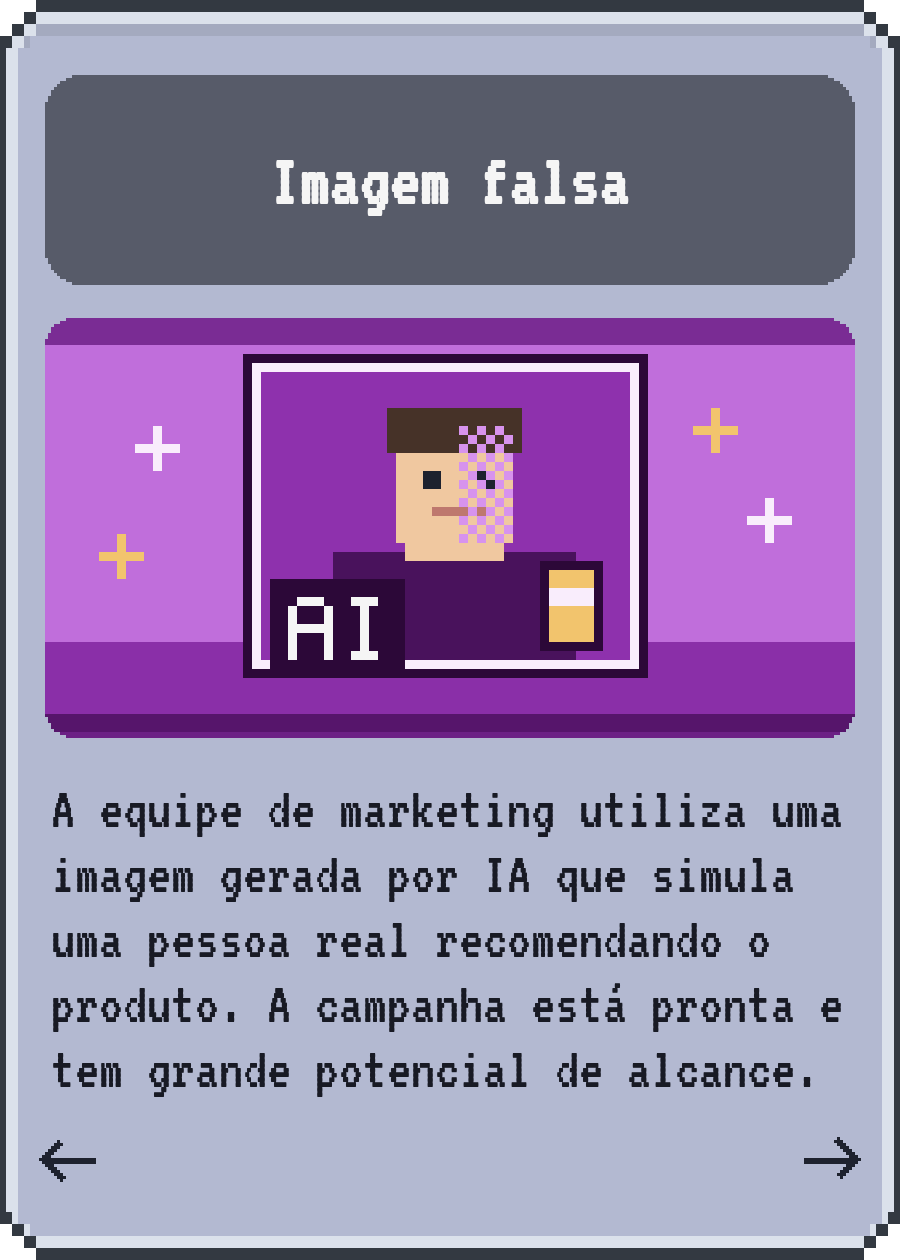 Imagem falsa
AI
A equipe de marketing utiliza uma
imagem gerada por IA que simula
uma pessoa real recomendando o
produto. A campanha está pronta e
tem grande potencial de alcance.